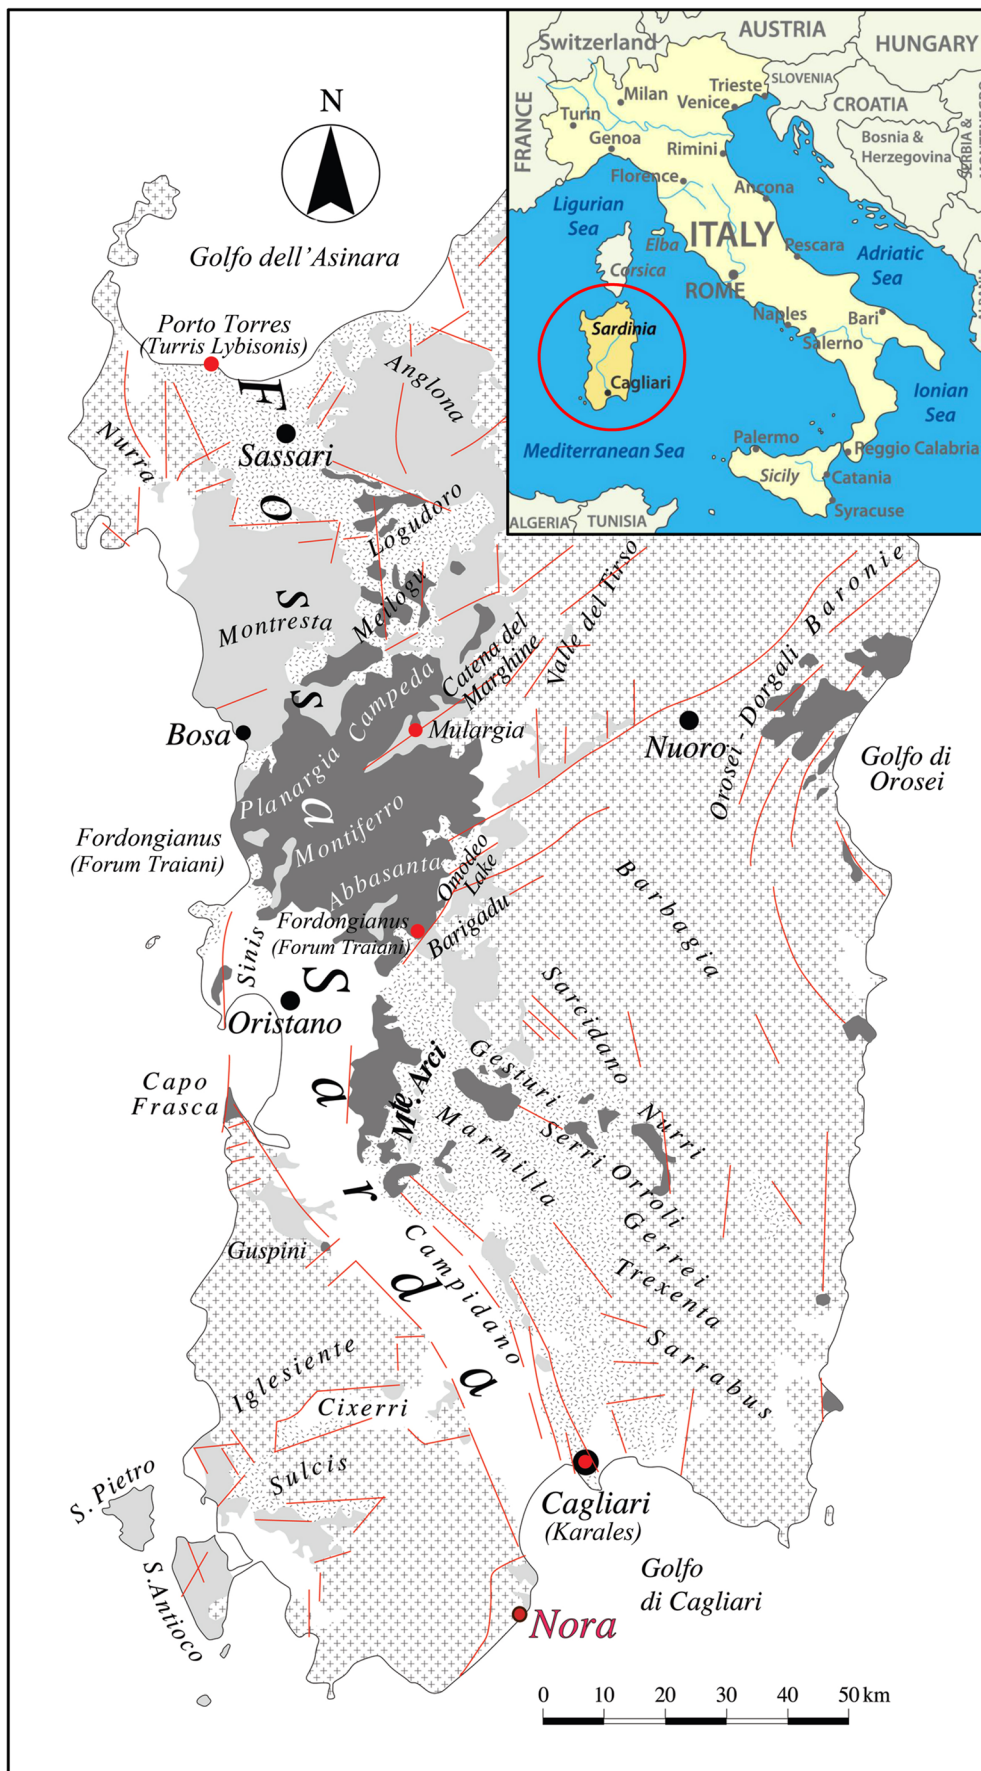 Switzerland
AUSTRIA
HUNGARY
SLOVENIA
FRANCE
Milan
Trieste
Venice
CROATIA
SERBIA &
Turin
Genoa
Rimini
Bosnia &
Herzegovina
Florence
Ancona
Ligurian
Sea
Elba
ITALY
Pescara
Adriatic
Sea
Corsica
ROME
Naples
Bari
Sardinia
Salerno
Cagliari
Ionian
Sea
Mediterranean Sea
Palermo
Reggio Calabria
Sicily
Catania
Syracuse
ALGERIA
TUNISIA
N
Golfo dell'Asinara
Porto Torres
(Turris Lybisonis)
Anglona
Nurra
Sassari
Logudoro
Meilogu
Montresta
Fossa Sarda
Catena del
Marghine
Valle del Tirso
Baronie
Orosei - Dorgali
Campeda
Bosa
Mulargia
Nuoro
Golfo di
Orosei
Planargia
Montiferro
Fordongianus
(Forum Traiani)
Abbasanta
Omodeo
Lake
Barbagia
Fordongianus
(Forum Traiani)
Barigadu
Sinis
Oristano
Sarcidano
Capo
Frasca
Mte. Arci
Gesturi
Marmilla
Serri
Nurri
Orroli
Gerrei
Guspini
Campidano
Trexenta
Sarrabus
Iglesiente
Cixerri
Sulcis
S. Pietro
S.Antioco
Cagliari
(Karales)
Golfo
di Cagliari
Nora
0 10 20 30 40 50 km